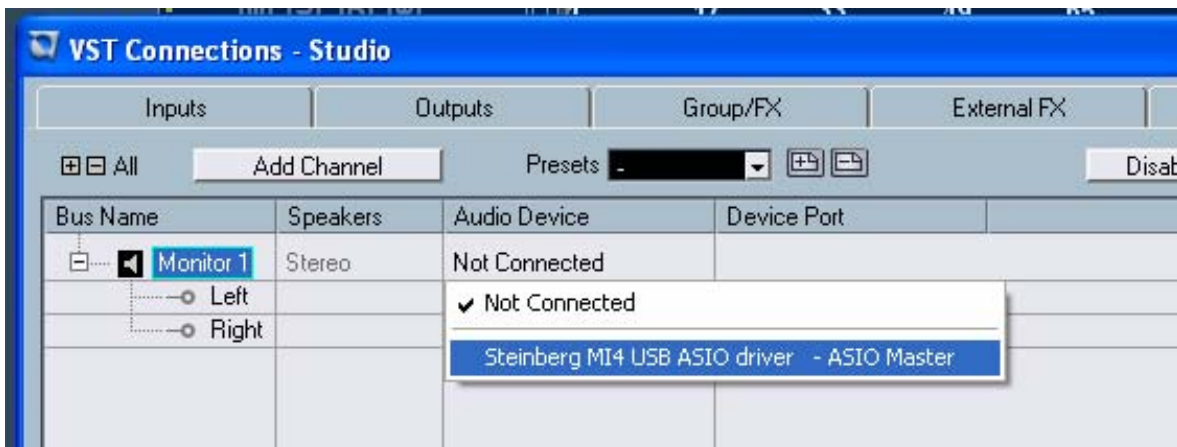 VST Connections - Studio
Inputs Outputs Group/FX External FX
All Add Channel Presets - Disab
Bus Name Speakers Audio Device Device Port
Monitor 1 Stereo Not Connected
Left
Not Connected
Right
Steinberg MI4 USB ASIO driver - ASIO Master